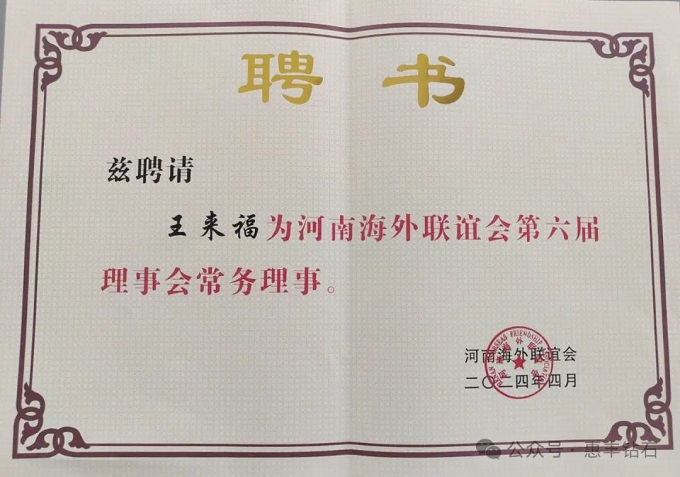 聘书
兹聘请
王来福为河南海外联谊会第六届
理事会常务理事。
河南海外联谊会
二〇二四年四月
公众号·惠丰钻石